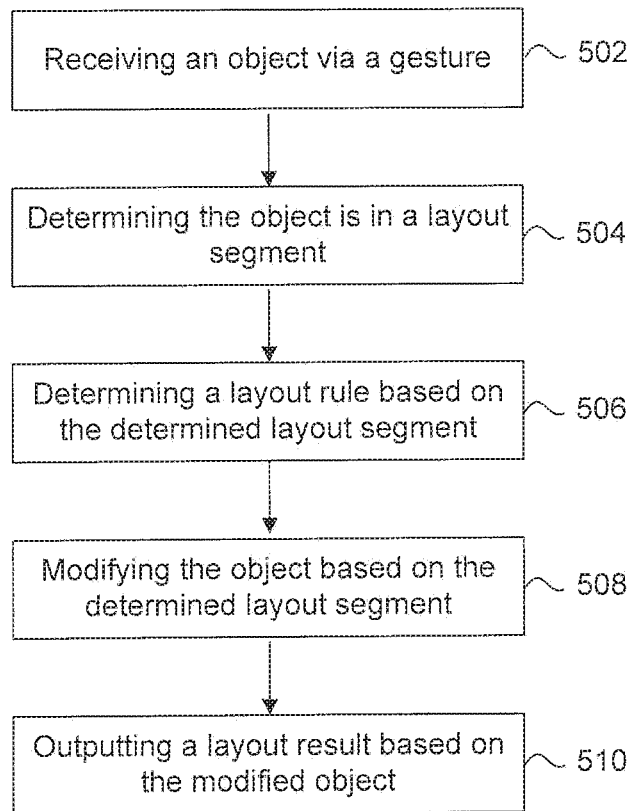 Receiving an object via a gesture
502
Determining the object is in a layout
segment
504
Determining a layout rule based on
the determined layout segment
506
Modifying the object based on the
determined layout segment
508
Outputting a layout result based on
the modified object
510